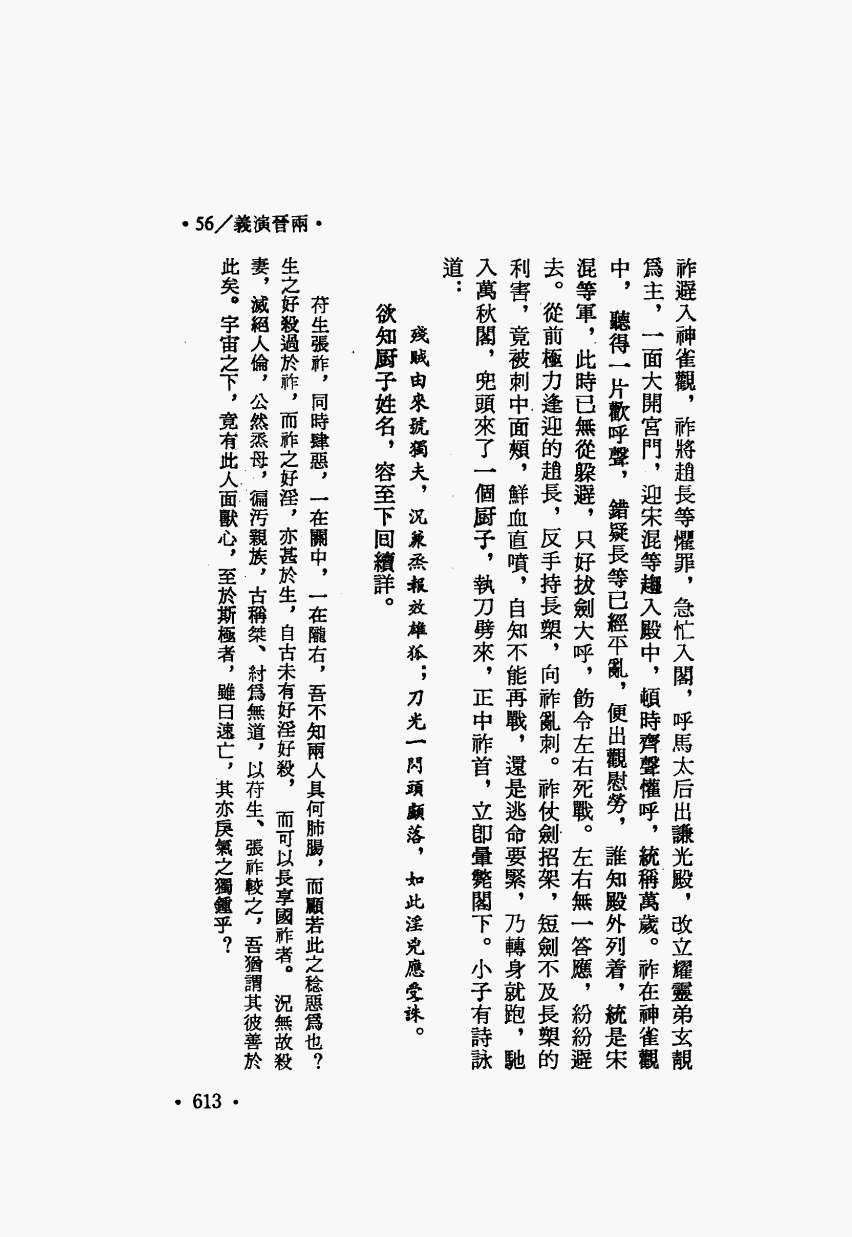 兩晉演義／56
祚避入神雀觀，祚將趙長等懼罪，急忙入閣，呼馬太后出謙光殿，改立耀靈弟玄靚
爲主，一面大開宮門，迎宋混等趨入殿中，頓時齊聲懽呼，統稱萬歲。祚在神雀觀
中，聽得一片歡呼聲，錯疑長等已經平亂，便出觀慰勞，誰知殿外列着，統是宋
混等軍，此時已無從躱避，只好拔劍大呼，飭令左右死戰。左右無一答應，紛紛避
去。從前極力逢迎的趙長，反手持長槊，向祚亂刺。祚仗劍招架，短劍不及長槊的
利害，竟被刺中面頰，鮮血直噴，自知不能再戰，還是逃命要緊，乃轉身就跑，馳
入萬秋閣，兜頭來了一個厨子，執刀劈來，正中祚首，立卽暈斃閣下。小子有詩詠
道：
殘賊由來號獨夫，況兼烝報效雄狐；刀光一閃頭顱落，如此淫兇應受誅。
欲知厨子姓名，容至下回續詳。
苻生張祚，同時肆惡，一在關中，一在隴右，吾不知兩人具何肺腸，而顧若此之稔惡爲也？
生之好殺過於祚，而祚之好淫，亦甚於生，自古未有好淫好殺，而可以長享國祚者。況無故殺
妻，滅絕人倫，公然烝母，徧汚親族，古稱桀、紂爲無道，以苻生、張祚較之，吾猶謂其彼善於
此矣。宇宙之下，竟有此人面獸心，至於斯極者，雖曰速亡，其亦戾氣之獨鍾乎？
• 613 •